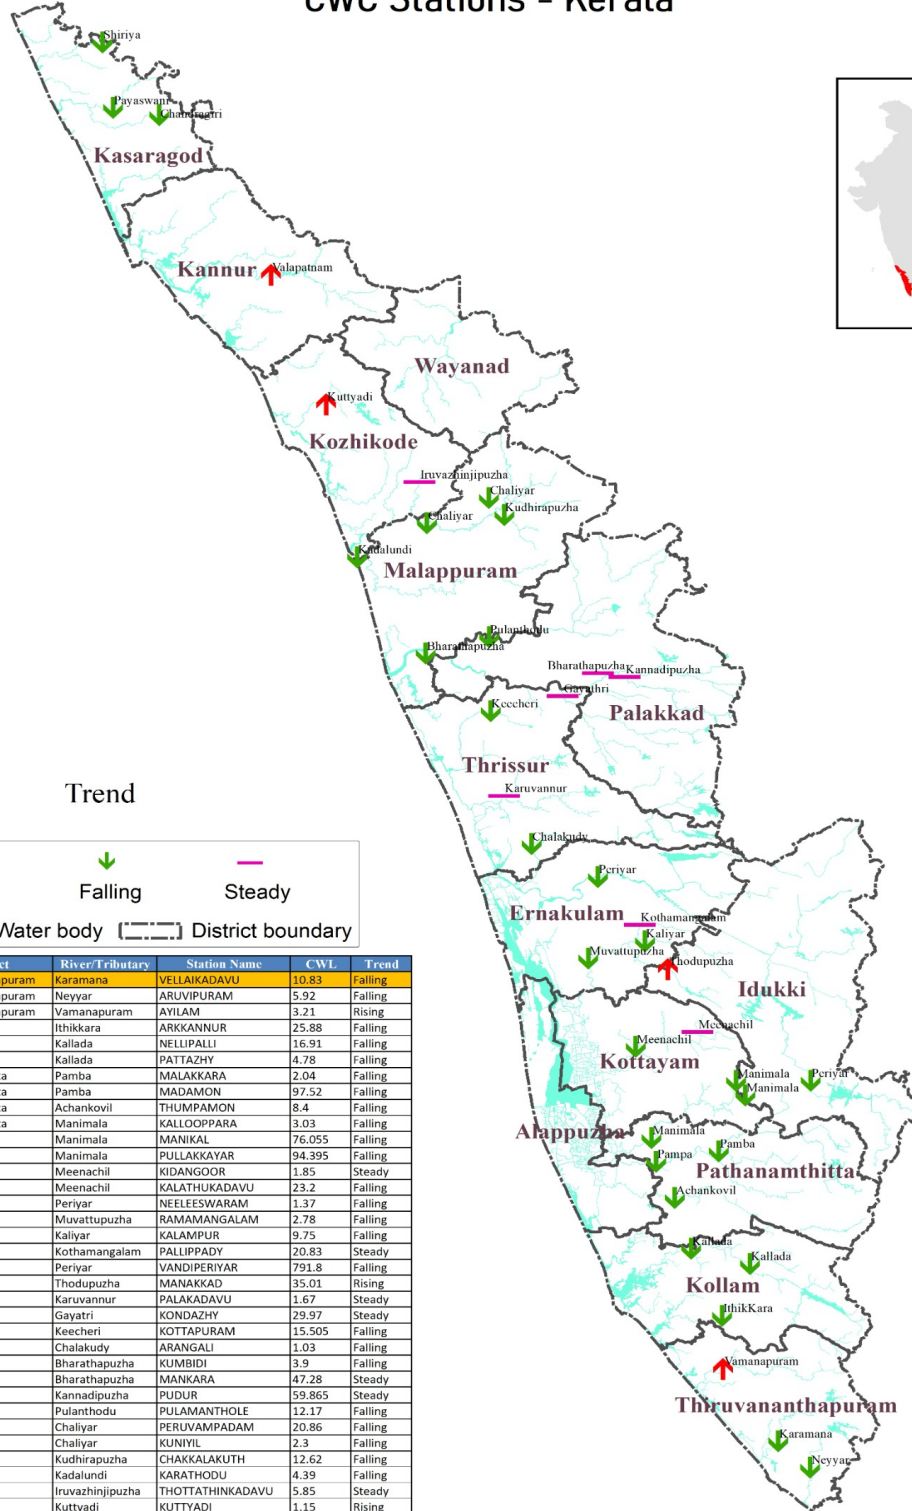 CWC Stations - Kerala
Shiriya
Payaswani
Chandragiri
Kasaragod
Kannur
Valapatnam
Wayanad
Kuttyadi
Kozhikode
Iruvazhinjipuzha
Chaliyar
Kudhirapuzha
Chaliyar
Kadalundi
Malappuram
Pulanthodu
Bharathapuzha
Bharathapuzha
Kannadipuzha
Gayathri
Keecheri
Palakkad
Thrissur
Karuvannur
Chalakudy
Periyar
Ernakulam
Kothamangalam
Kaliyar
Muvattupuzha
Thodupuzha
Idukki
Meenachil
Meenachil
Kottayam
Manimala
Periyar
Manimala
Alappuzha
Manimala
Pamba
Pampa
Pathanamthitta
Achankovil
Kallada
Kallada
Kollam
IthikKara
Vamanapuram
Thiruvananthapuram
Karamana
Neyyar
Trend
Falling Steady
Water body District boundary
ct River/Tributary Station Name CWL Trend
puram Karamana VELLAIKADAVU 10.83 Falling
puram Neyyar ARUVIPURAM 5.92 Falling
puram Vamanapuram AYILAM 3.21 Rising
Ithikkara ARKKANNUR 25.88 Falling
Kallada NELLIPALLI 16.91 Falling
Kallada PATTAZHY 4.78 Falling
ta Pamba MALAKKARA 2.04 Falling
ta Pamba MADAMON 97.52 Falling
ta Achankovil THUMPAMON 8.4 Falling
ta Manimala KALLOOPPARA 3.03 Falling
Manimala MANIKAL 76.055 Falling
Manimala PULLAKKAYAR 94.395 Falling
Meenachil KIDANGOOR 1.85 Steady
Meenachil KALATHUKADAVU 23.2 Falling
Periyar NEELEESWARAM 1.37 Falling
Muvattupuzha RAMAMANGALAM 2.78 Falling
Kaliyar KALAMPUR 9.75 Falling
Kothamangalam PALLIPPADY 20.83 Steady
Periyar VANDIPERIYAR 791.8 Falling
Thodupuzha MANAKKAD 35.01 Rising
Karuvannur PALAKADAVU 1.67 Steady
Gayatri KONDAZHY 29.97 Steady
Keecheri KOTTAPURAM 15.505 Falling
Chalakudy ARANGALI 1.03 Falling
Bharathapuzha KUMBIDI 3.9 Falling
Bharathapuzha MANKARA 47.28 Steady
Kannadipuzha PUDUR 59.865 Steady
Pulanthodu PULAMANTHOLE 12.17 Falling
Chaliyar PERUVAMPADAM 20.86 Falling
Chaliyar KUNIYIL 2.3 Falling
Kudhirapuzha CHAKKALAKUTH 12.62 Falling
Kadalundi KARATHODU 4.39 Falling
Iruvazhinjipuzha THOTTATHINKADAVU 5.85 Steady
Kuttyadi KUTTYADI 1.15 Rising